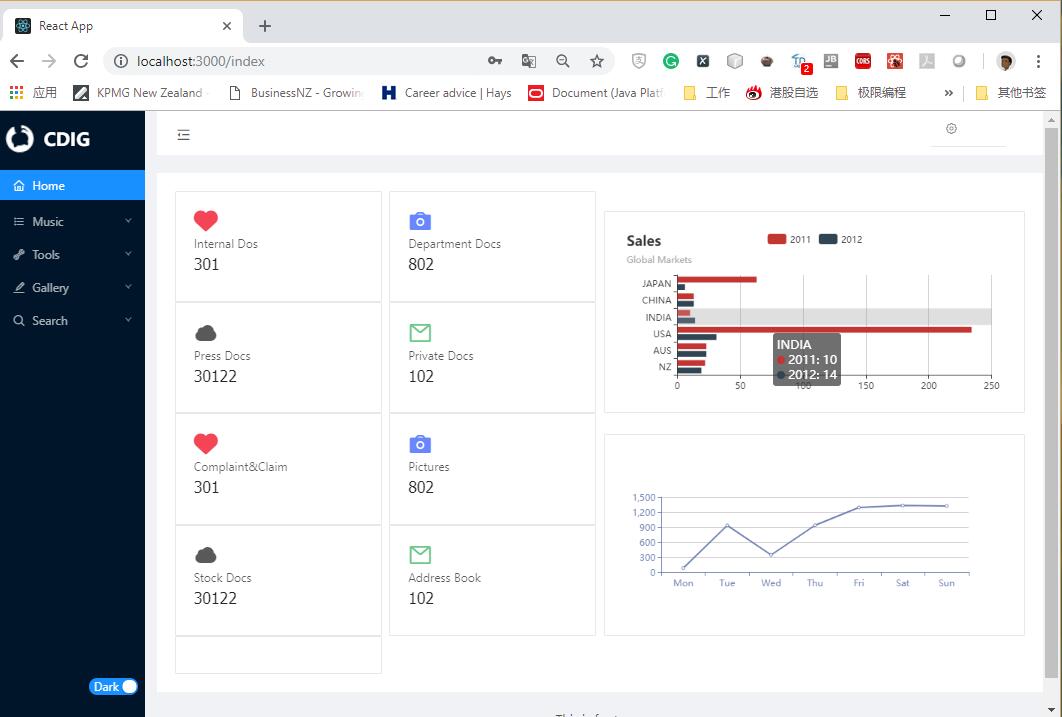 React App
localhost:3000/index
2
JB
CORS
应用
KPMG New Zealand
BusinessNZ - Growin
Career advice | Hays
Document (Java Platf
工作
港股自选
极限编程
»
其他书签
CDIG
Home
Music
Tools
Gallery
Search
Dark
Internal Dos
301
Department Docs
802
Press Docs
30122
Private Docs
102
Complaint&Claim
301
Pictures
802
Stock Docs
30122
Address Book
102
Sales
Global Markets
2011 2012
JAPAN
CHINA
INDIA
USA
AUS
NZ
INDIA
2011: 10
2012: 14
0 50 100 150 200 250
1,500
1,200
900
600
300
0
Mon Tue Wed Thu Fri Sat Sun